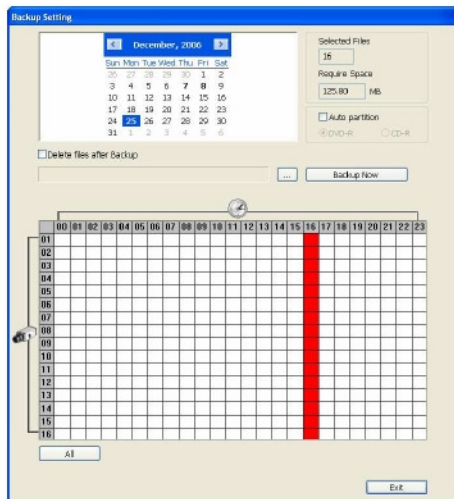 Backup Setting
December, 2006
Sun Mon Tue Wed Thu Fri Sat
26 27 28 29 30 1 2
3 4 5 6 7 8 9
10 11 12 13 14 15 16
17 18 19 20 21 22 23
24 25 26 27 28 29 30
31 1 2 3 4 5 6
Selected Files
16
Require Space
125.80 MB
Auto partition
DVD-R CD-R
Delete files after Backup
...
Backup Now
00 01 02 03 04 05 06 07 08 09 10 11 12 13 14 15 16 17 18 19 20 21 22 23
01
02
03
04
05
06
07
08
09
10
11
12
13
14
15
16
All
Exit